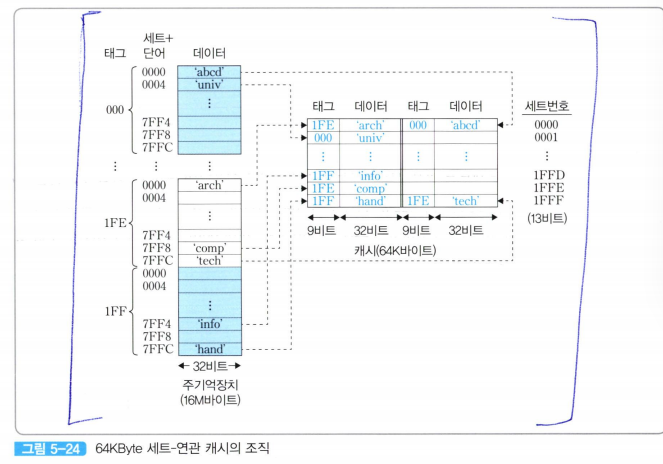 세트+
태그 단어 데이터
0000 'abcd'
0004 'univ'
⋮
000
7FF4
7FF8
7FFC
⋮ ⋮ ⋮
0000 'arch'
0004
⋮
1FE
7FF4
7FF8 'comp'
7FFC 'tech'
0000
0004
⋮
1FF
7FF4 'info'
7FF8
7FFC 'hand'
32비트
주기억장치
(16M바이트)
태그 데이터 태그 데이터 세트번호
1FE 'arch' 000 'abcd' 0000
000 'univ' 0001
⋮ ⋮ ⋮ ⋮
1FF 'info' 1FFD
1FE 'comp' 1FFE
1FF 'hand' 1FE 'tech' 1FFF
9비트 32비트 9비트 32비트 (13비트)
캐시(64K바이트)
그림 5-24 64KByte 세트-연관 캐시의 조직